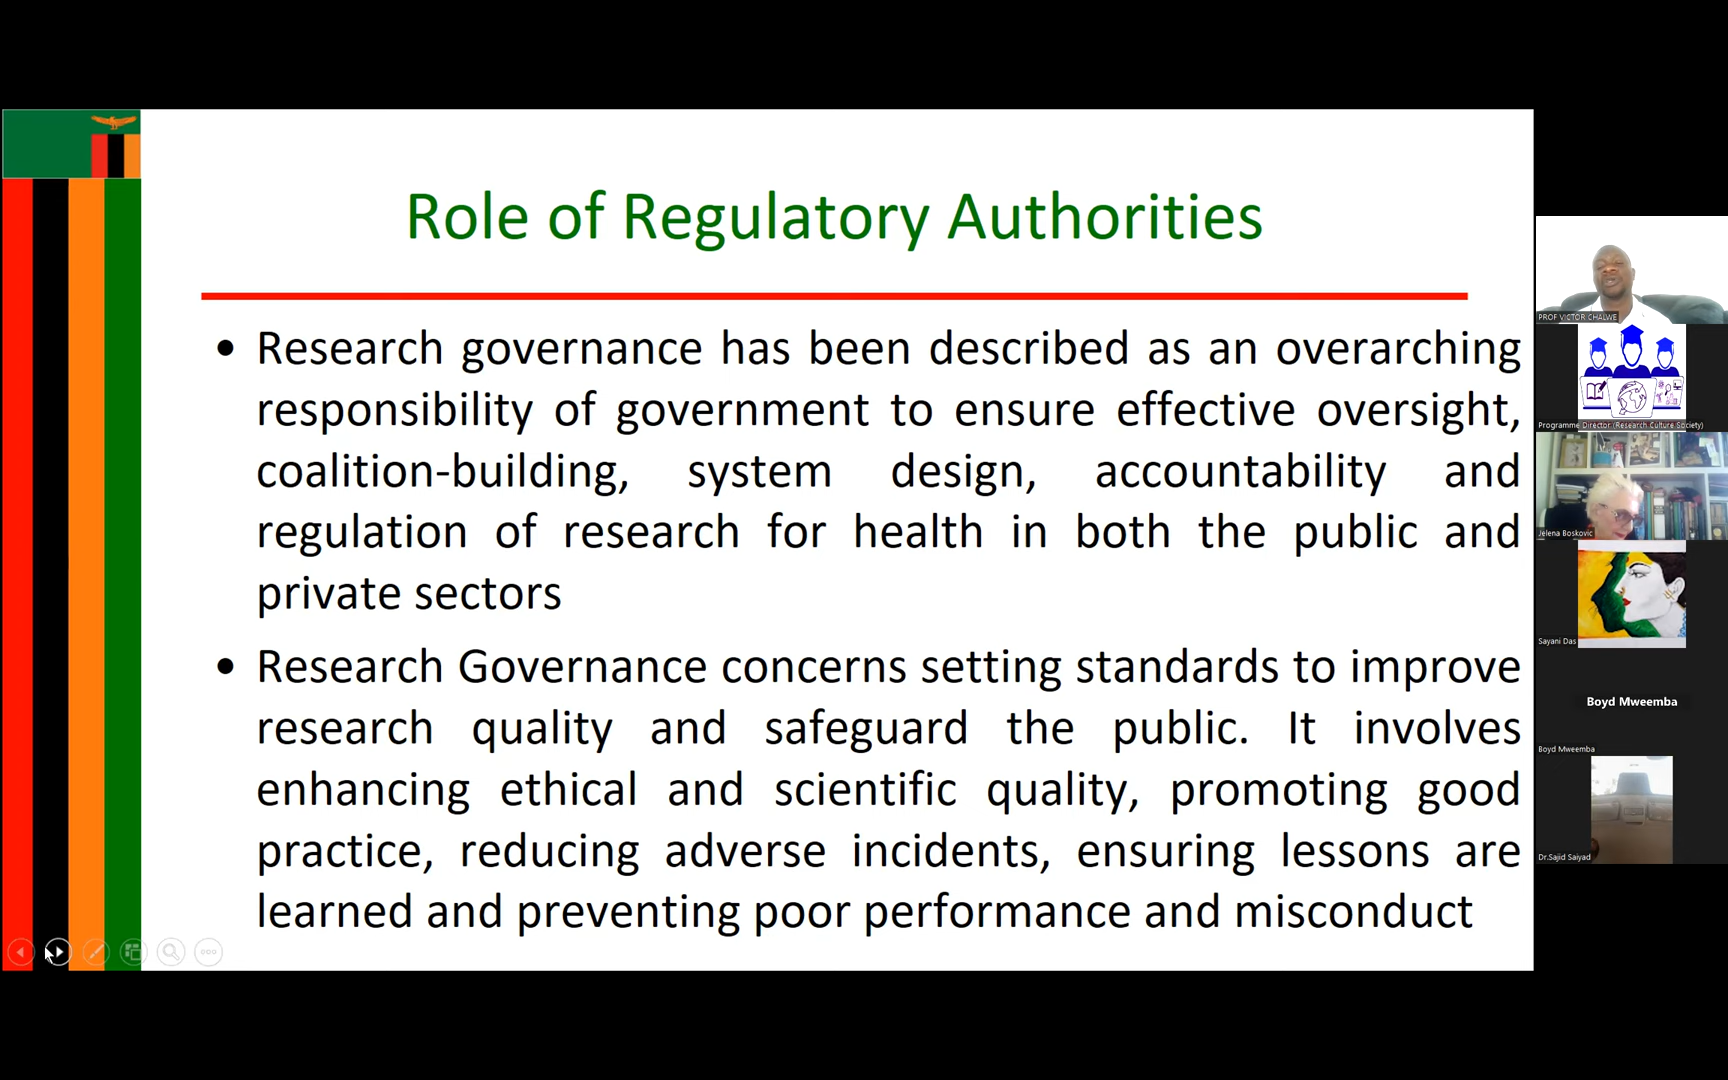 Role of Regulatory Authorities
• Research governance has been described as an overarching
responsibility of government to ensure effective oversight,
coalition-building, system design, accountability and
regulation of research for health in both the public and
private sectors
• Research Governance concerns setting standards to improve
research quality and safeguard the public. It involves
enhancing ethical and scientific quality, promoting good
practice, reducing adverse incidents, ensuring lessons are
learned and preventing poor performance and misconduct
PROF VICTOR CHALWE
Programme Director (Research Culture Society)
Jelena Boskovic
Sayani Das
Boyd Mweemba
Boyd Mweemba
Dr.Sajid Saiyad